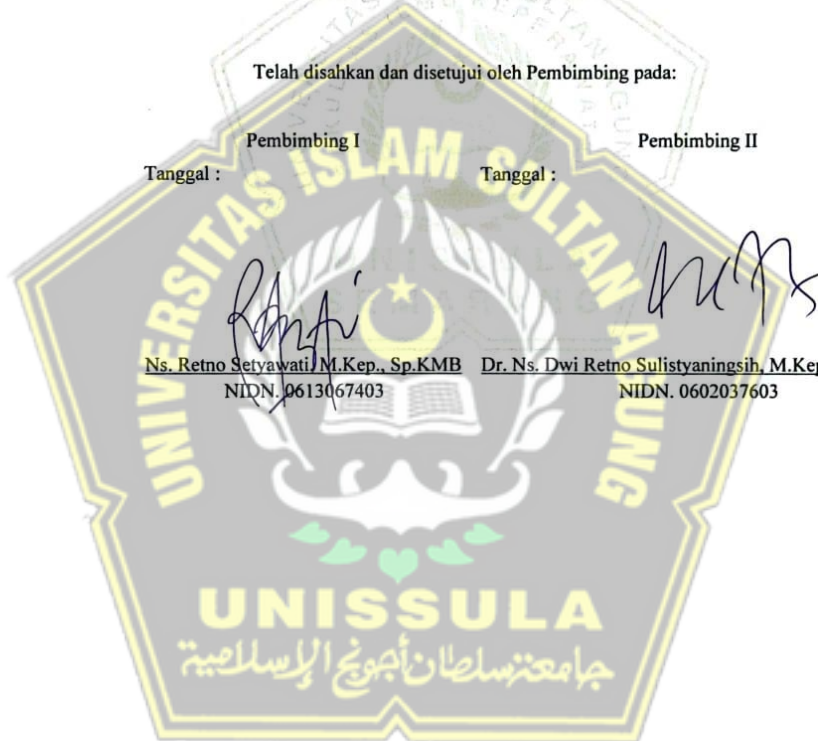 Telah disahkan dan disetujui oleh Pembimbing pada:
Pembimbing I Pembimbing II
Tanggal : Tanggal :
Ns. Retno Setyawati, M.Kep., Sp.KMB Dr. Ns. Dwi Retno Sulistyaningsih, M.Kep
NIDN. 0613067403 NIDN. 0602037603
UNIVERSITAS ISLAM SULTAN AGUNG
UNISSULA
جامعة سلطان أجونج الإسلامية